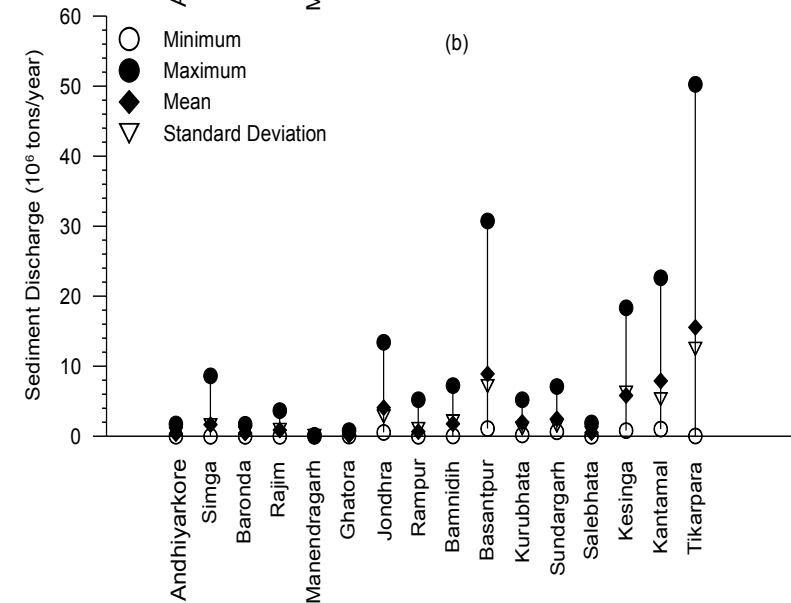 60
50
40
30
20
10
0
Sediment Discharge (10⁶ tons/year)
Minimum
Maximum
Mean
Standard Deviation
(b)
Andhiyarkore
Simga
Baronda
Rajim
Manendragarh
Ghatora
Jondhra
Rampur
Bamnidih
Basantpur
Kurubhata
Sundargarh
Salebhata
Kesinga
Kantamal
Tikarpara